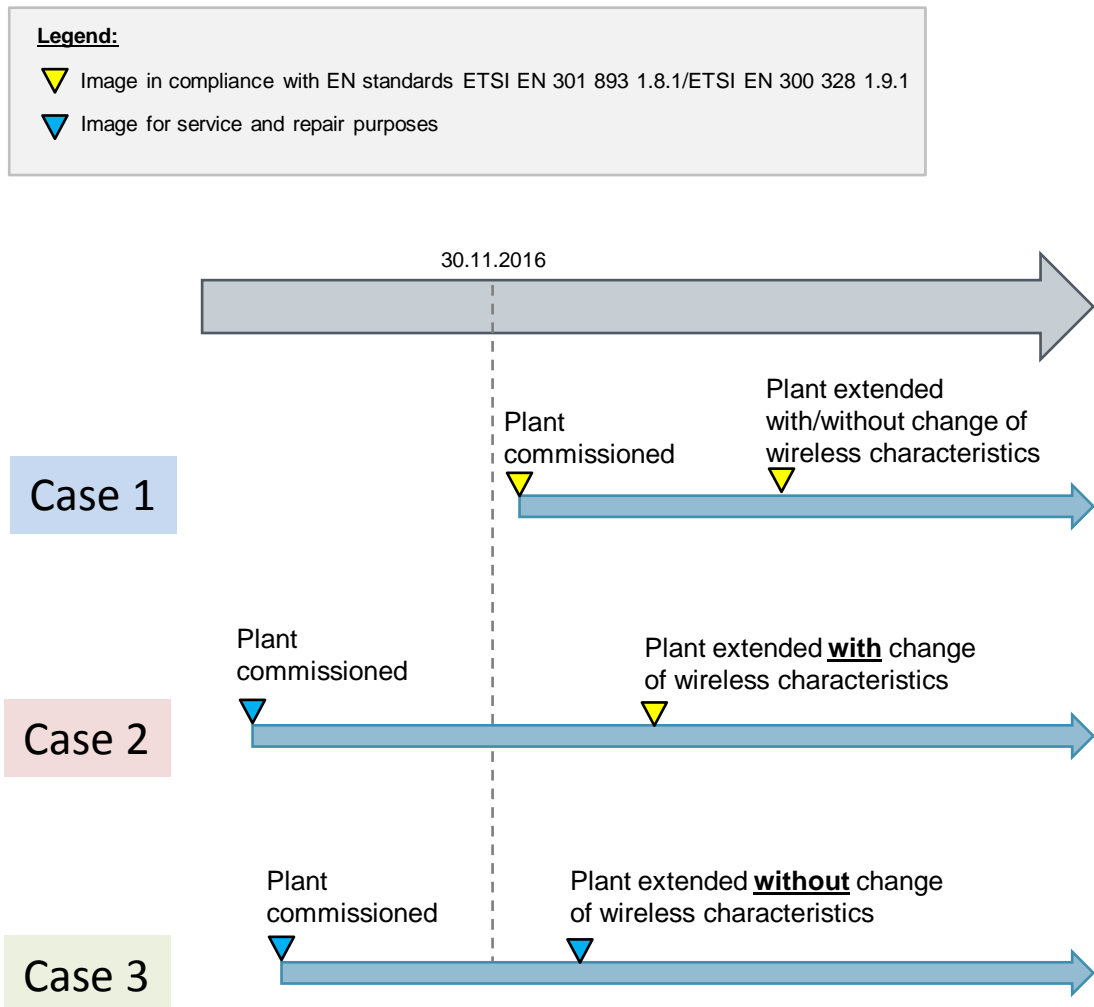 Legend:
Image in compliance with EN standards ETSI EN 301 893 1.8.1/ETSI EN 300 328 1.9.1
Image for service and repair purposes
30.11.2016
Case 1
Plant
commissioned
Plant extended
with/without change of
wireless characteristics
Case 2
Plant
commissioned
Plant extended with change
of wireless characteristics
Case 3
Plant
commissioned
Plant extended without change
of wireless characteristics